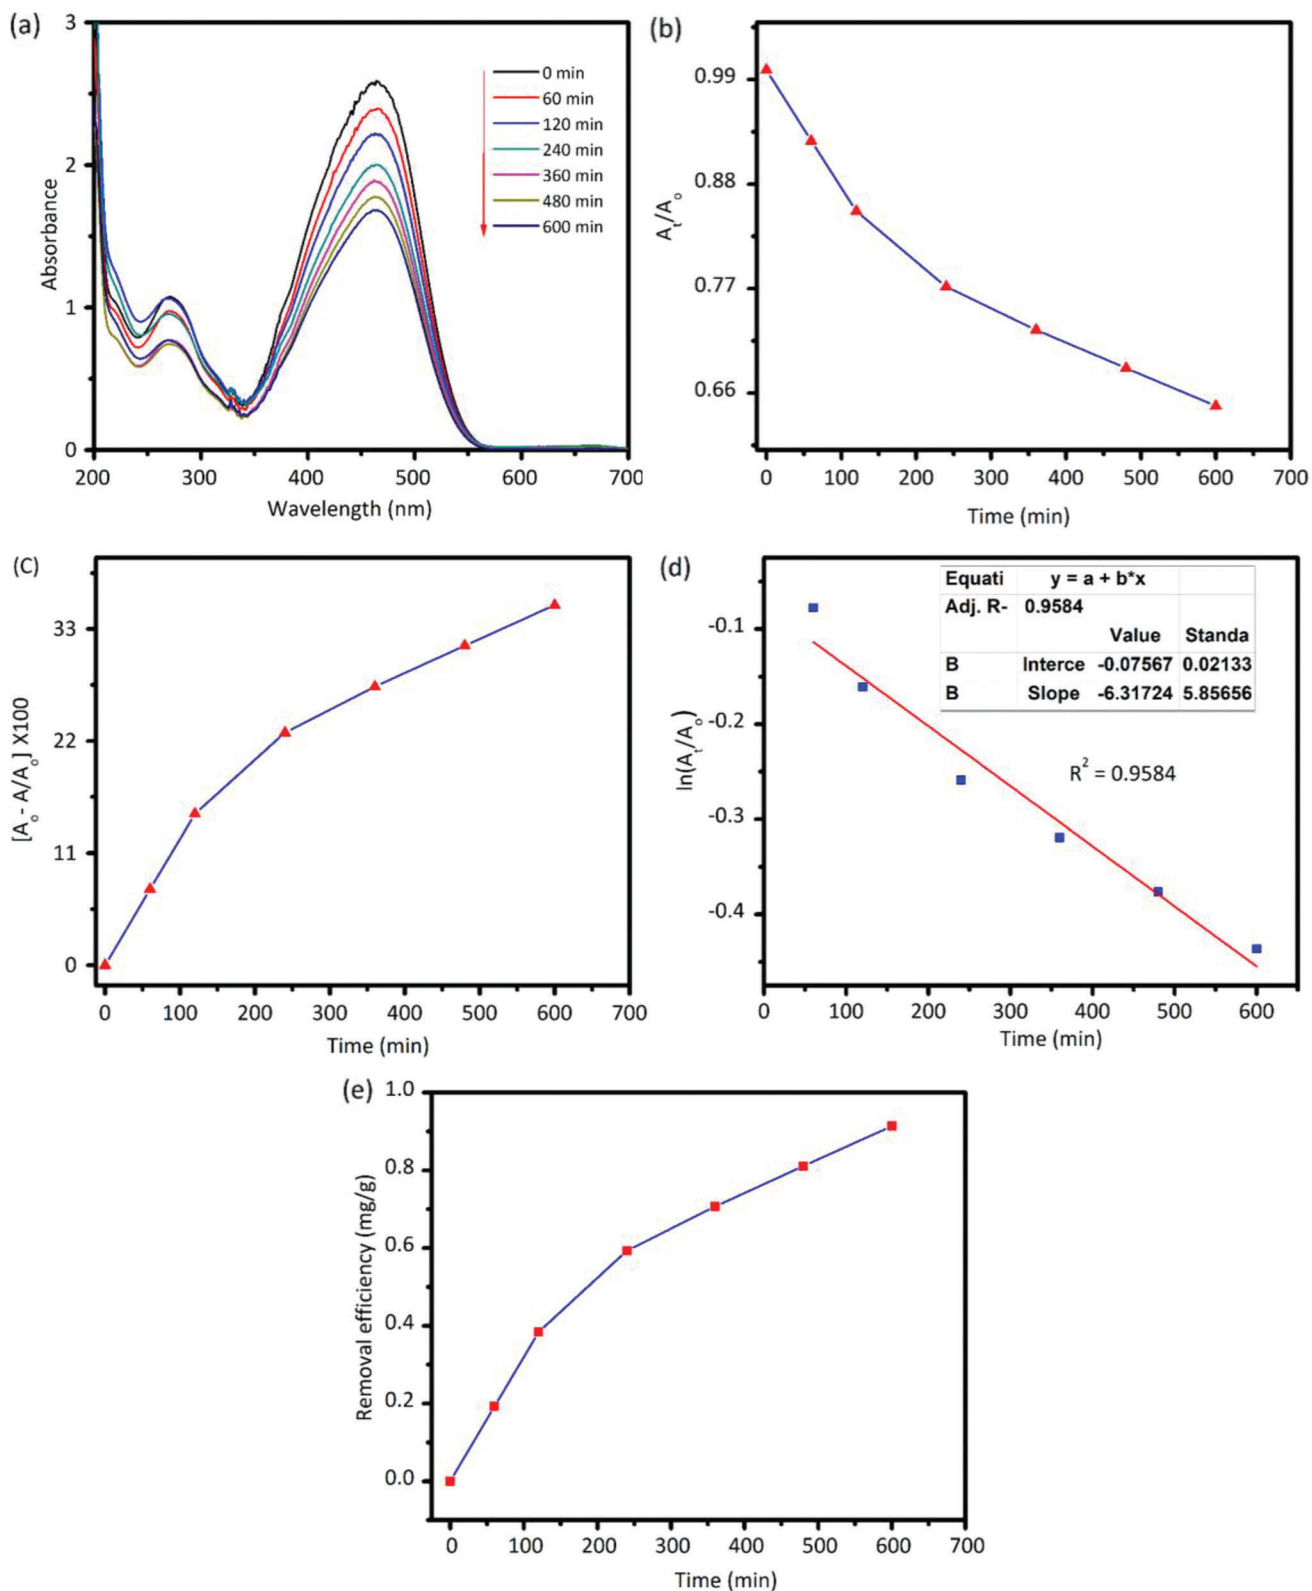 (a)
3
2
1
0
Absorbance
0 min
60 min
120 min
240 min
360 min
480 min
600 min
200 300 400 500 600 700
Wavelength (nm)
(b)
0.99
0.88
0.77
0.66
At/Ao
0 100 200 300 400 500 600 700
Time (min)
(C)
33
22
11
0
[Ao - A/Ao] X100
0 100 200 300 400 500 600 700
Time (min)
(d)
-0.1
-0.2
-0.3
-0.4
ln(At/Ao)
Equati y = a + b*x
Adj. R- 0.9584
Value Standa
B Interce -0.07567 0.02133
B Slope -6.31724 5.85656
R2 = 0.9584
0 100 200 300 400 500 600
Time (min)
(e)
1.0
0.8
0.6
0.4
0.2
0.0
Removal efficiency (mg/g)
0 100 200 300 400 500 600 700
Time (min)